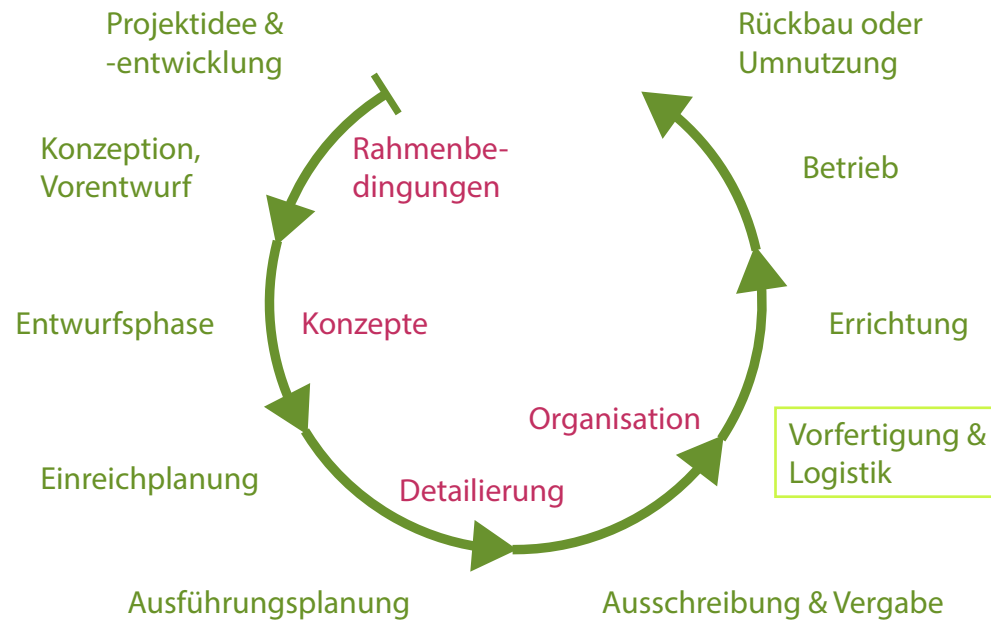 Projektidee &
-entwicklung
Rückbau oder
Umnutzung
Konzeption,
Vorentwurf
Rahmenbe-
dingungen
Betrieb
Entwurfsphase
Konzepte
Errichtung
Organisation
Vorfertigung &
Logistik
Einreichplanung
Detailierung
Ausführungsplanung
Ausschreibung & Vergabe